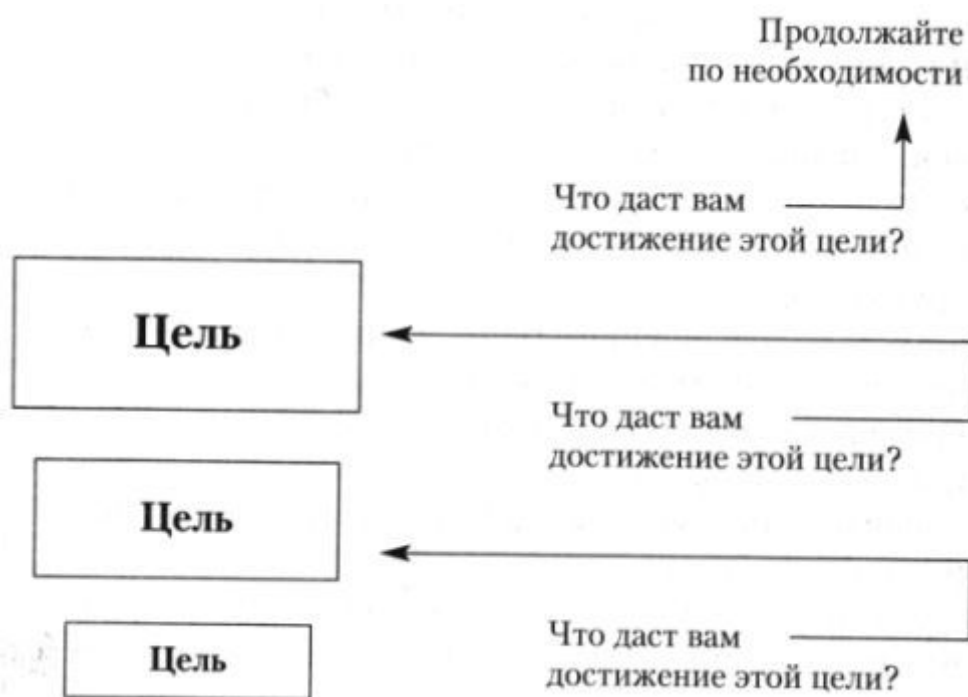 Продолжайте
по необходимости
Что даст вам
достижение этой цели?
Цель
Что даст вам
достижение этой цели?
Цель
Что даст вам
достижение этой цели?
Цель